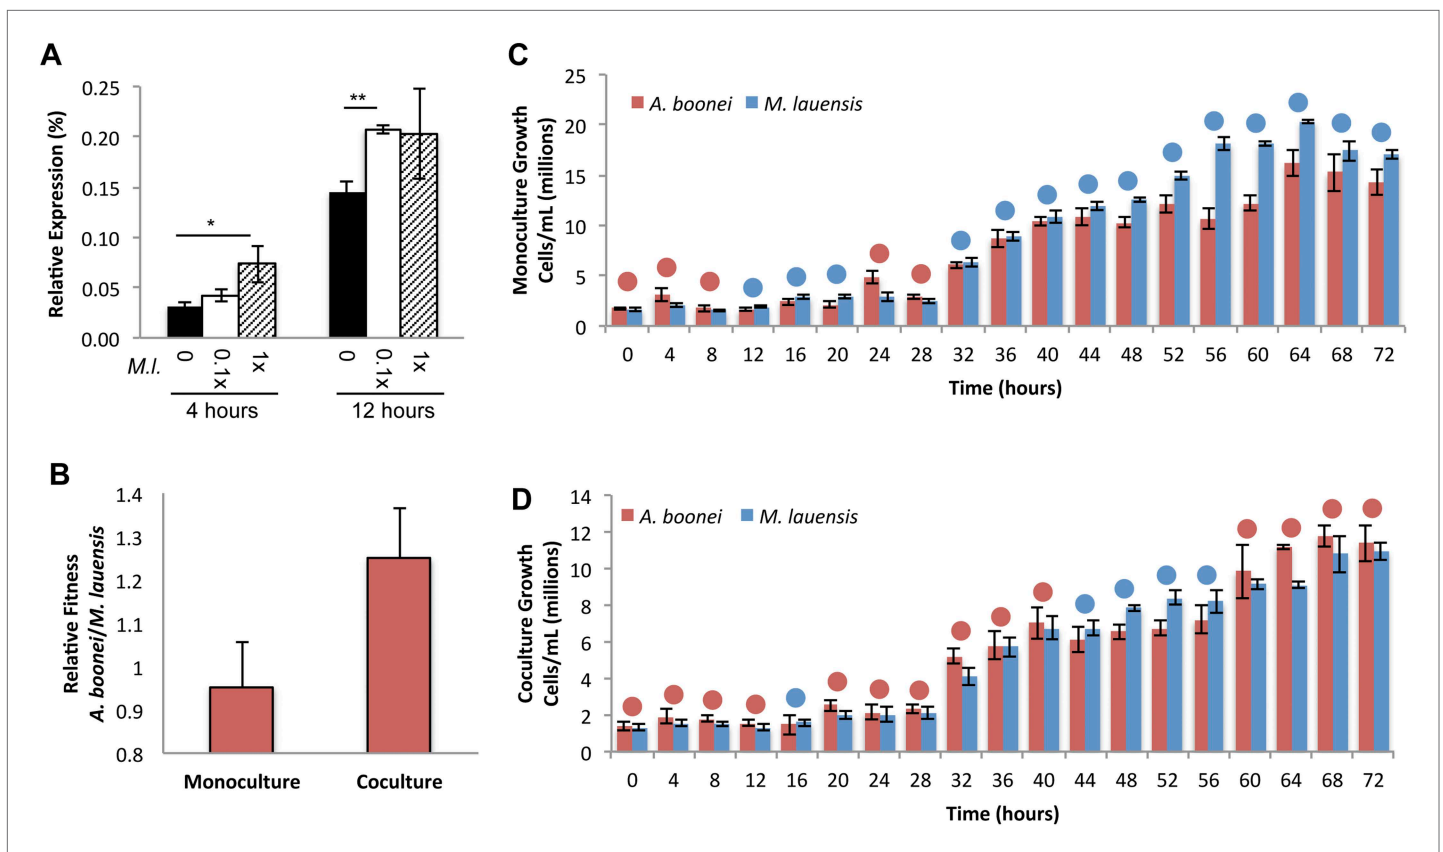 A
Relative Expression (%)
0.25
0.20
0.15
0.10
0.05
0.00
*
**
M.l.
0
0.1x
1x
0
0.1x
1x
4 hours
12 hours
B
Relative Fitness
A. boonei/M. lauensis
1.4
1.3
1.2
1.1
1
0.9
0.8
Monoculture
Coculture
C
Monoculture Growth
Cells/mL (millions)
25
20
15
10
5
0
A. boonei
M. lauensis
0 4 8 12 16 20 24 28 32 36 40 44 48 52 56 60 64 68 72
Time (hours)
D
Coculture Growth
Cells/mL (millions)
14
12
10
8
6
4
2
0
A. boonei
M. lauensis
0 4 8 12 16 20 24 28 32 36 40 44 48 52 56 60 64 68 72
Time (hours)